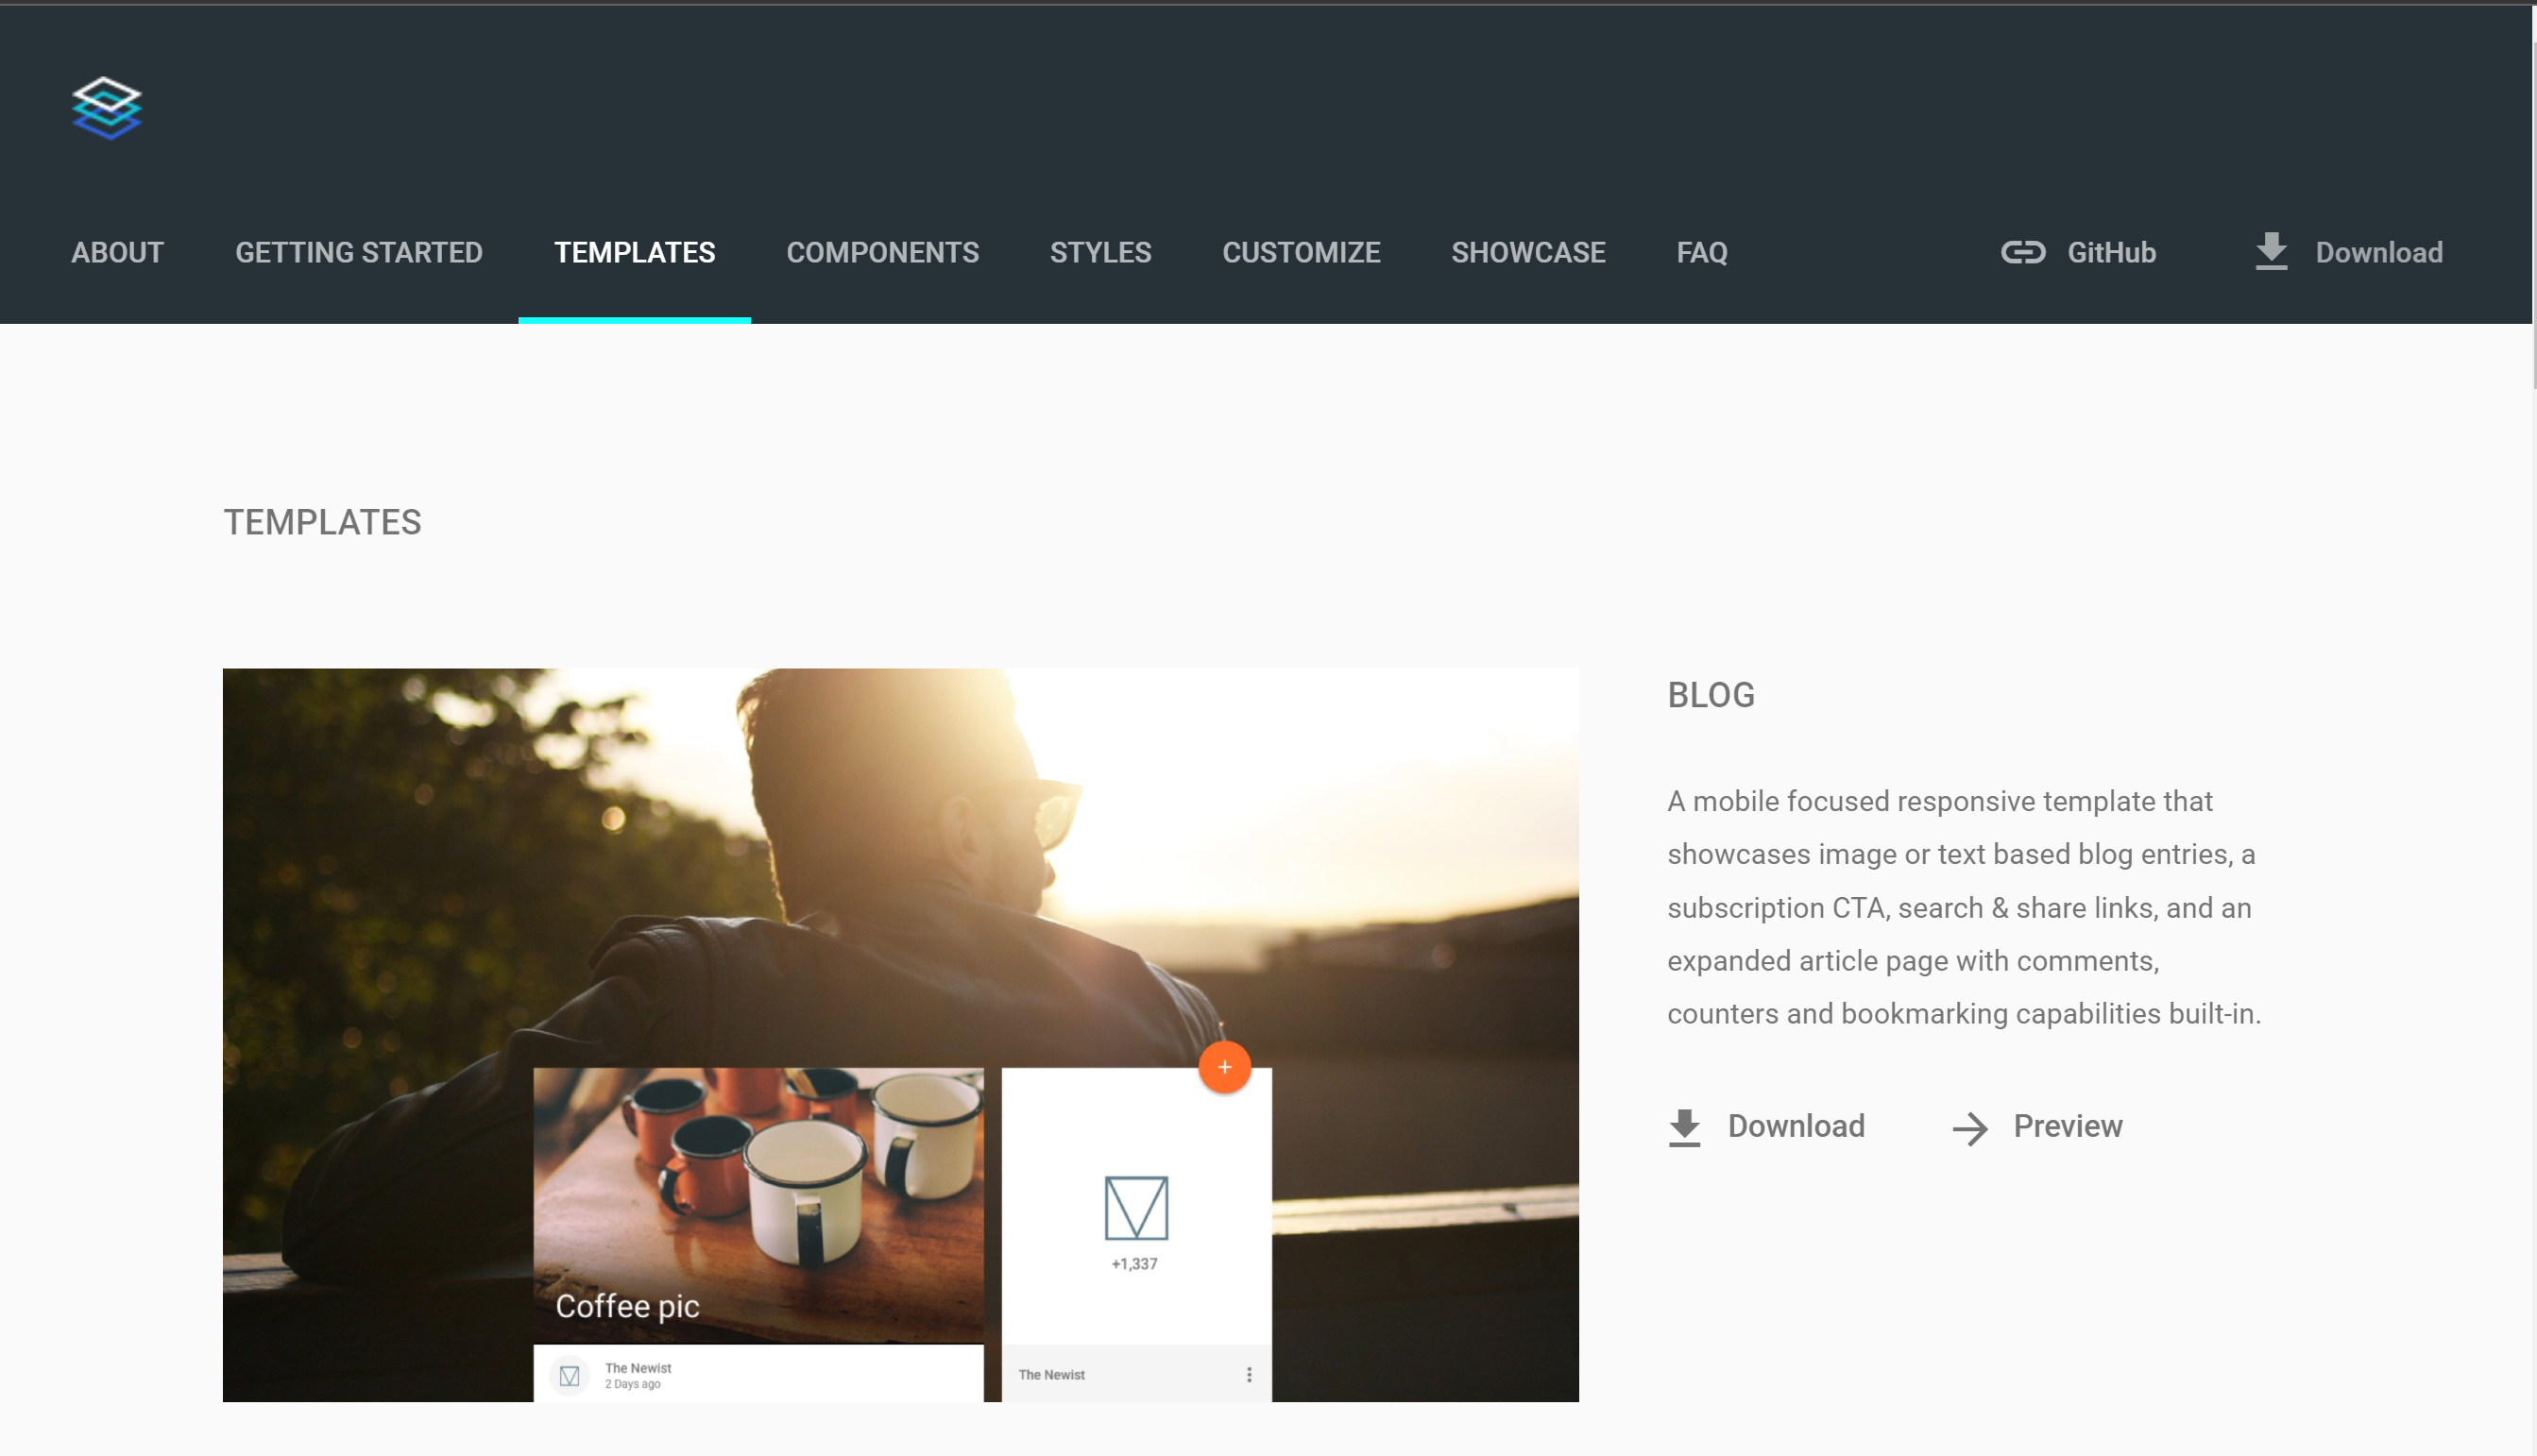 ABOUT GETTING STARTED TEMPLATES COMPONENTS STYLES CUSTOMIZE SHOWCASE FAQ GitHub Download
TEMPLATES
BLOG
A mobile focused responsive template that
showcases image or text based blog entries, a
subscription CTA, search & share links, and an
expanded article page with comments,
counters and bookmarking capabilities built-in.
Download Preview
+
+1,337
Coffee pic
The Newist
2 Days ago
The Newist